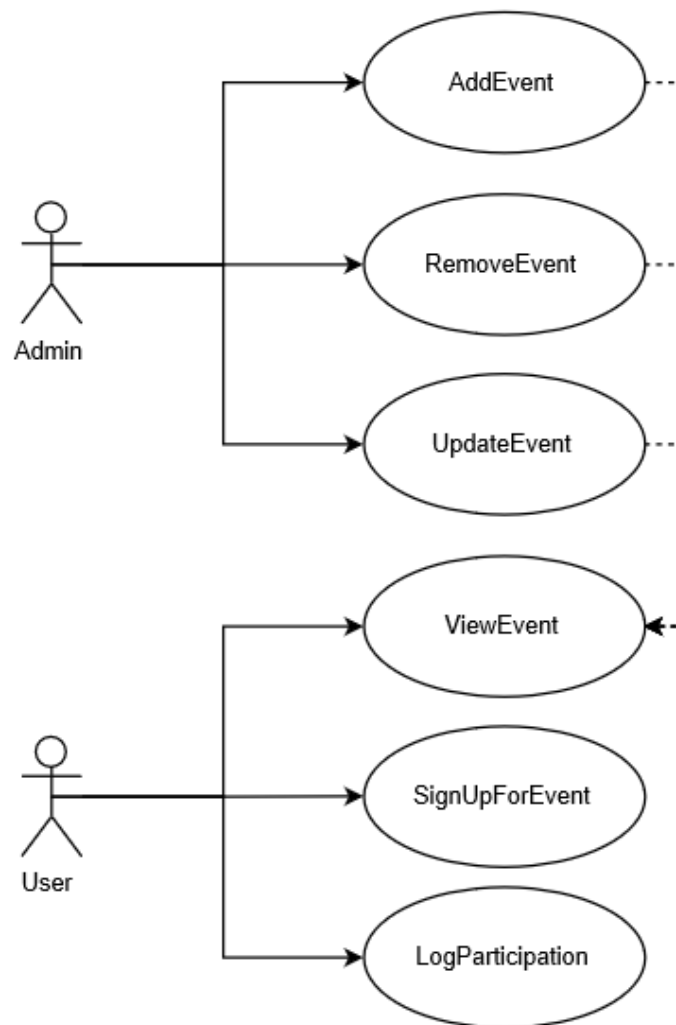 AddEvent
RemoveEvent
Admin
UpdateEvent
ViewEvent
SignUpForEvent
User
LogParticipation